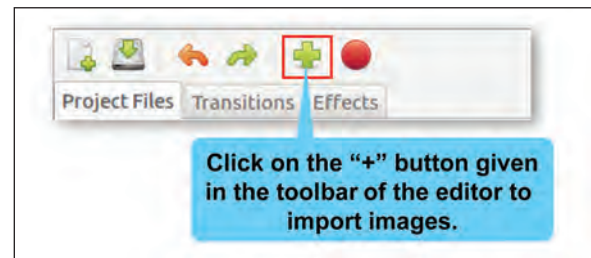 Project Files Transitions Effects
Click on the “+” button given
in the toolbar of the editor to
import images.